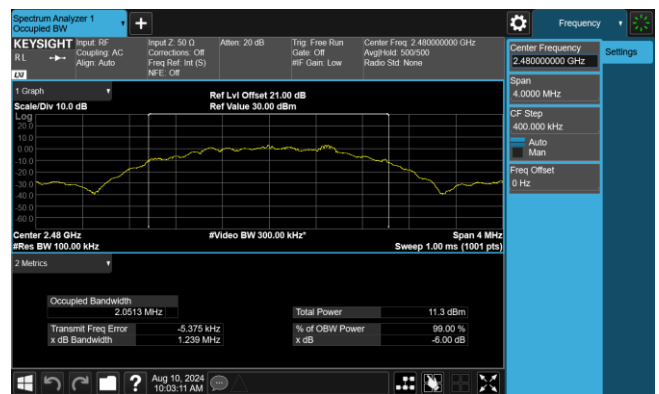 Spectrum Analyzer 1
Occupied BW
Frequency
KEYSIGHT
R L
LXI
Input: RF
Coupling: AC
Align: Auto
Input Z: 50 Ω
Corrections: Off
Freq Ref: Int (S)
NFE: Off
Atten: 20 dB
Trig: Free Run
Gate: Off
#IF Gain: Low
Center Freq: 2.480000000 GHz
Avg|Hold: 500/500
Radio Std: None
Center Frequency
2.480000000 GHz
Settings
Span
4.0000 MHz
CF Step
400.000 kHz
Auto
Man
Freq Offset
0 Hz
1 Graph
Scale/Div 10.0 dB
Ref Lvl Offset 21.00 dB
Ref Value 30.00 dBm
Log
20.0
10.0
0.00
-10.0
-20.0
-30.0
-40.0
-50.0
-60.0
Center 2.48 GHz
#Video BW 300.00 kHz*
Span 4 MHz
#Res BW 100.00 kHz
Sweep 1.00 ms (1001 pts)
2 Metrics
Occupied Bandwidth
2.0513 MHz
Total Power 11.3 dBm
Transmit Freq Error -5.375 kHz
% of OBW Power 99.00 %
x dB Bandwidth 1.239 MHz
x dB -6.00 dB
?
Aug 10, 2024
10:03:11 AM